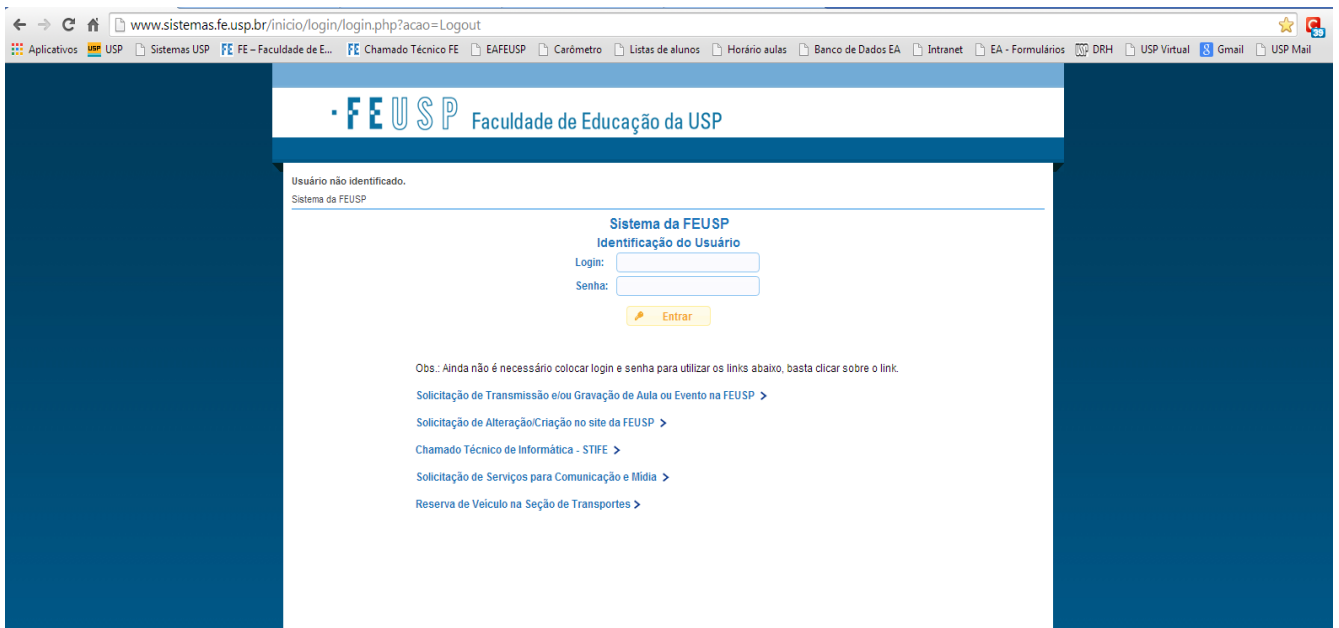 www.sistemas.fe.usp.br/inicio/login/login.php?acao=Logout
39
Aplicativos USP USP Sistemas USP FE FE – Faculdade de E... FE Chamado Técnico FE EAFEUSP Carômetro Listas de alunos Horário aulas Banco de Dados EA Intranet EA - Formulários DRH USP Virtual 8 Gmail USP Mail
FEUSP Faculdade de Educação da USP
Usuário não identificado.
Sistema da FEUSP
Sistema da FEUSP
Identificação do Usuário
Login:
Senha:
Entrar
Obs.: Ainda não é necessário colocar login e senha para utilizar os links abaixo, basta clicar sobre o link.
Solicitação de Transmissão e/ou Gravação de Aula ou Evento na FEUSP >
Solicitação de Alteração/Criação no site da FEUSP >
Chamado Técnico de Informática - STIFE >
Solicitação de Serviços para Comunicação e Mídia >
Reserva de Veículo na Seção de Transportes >